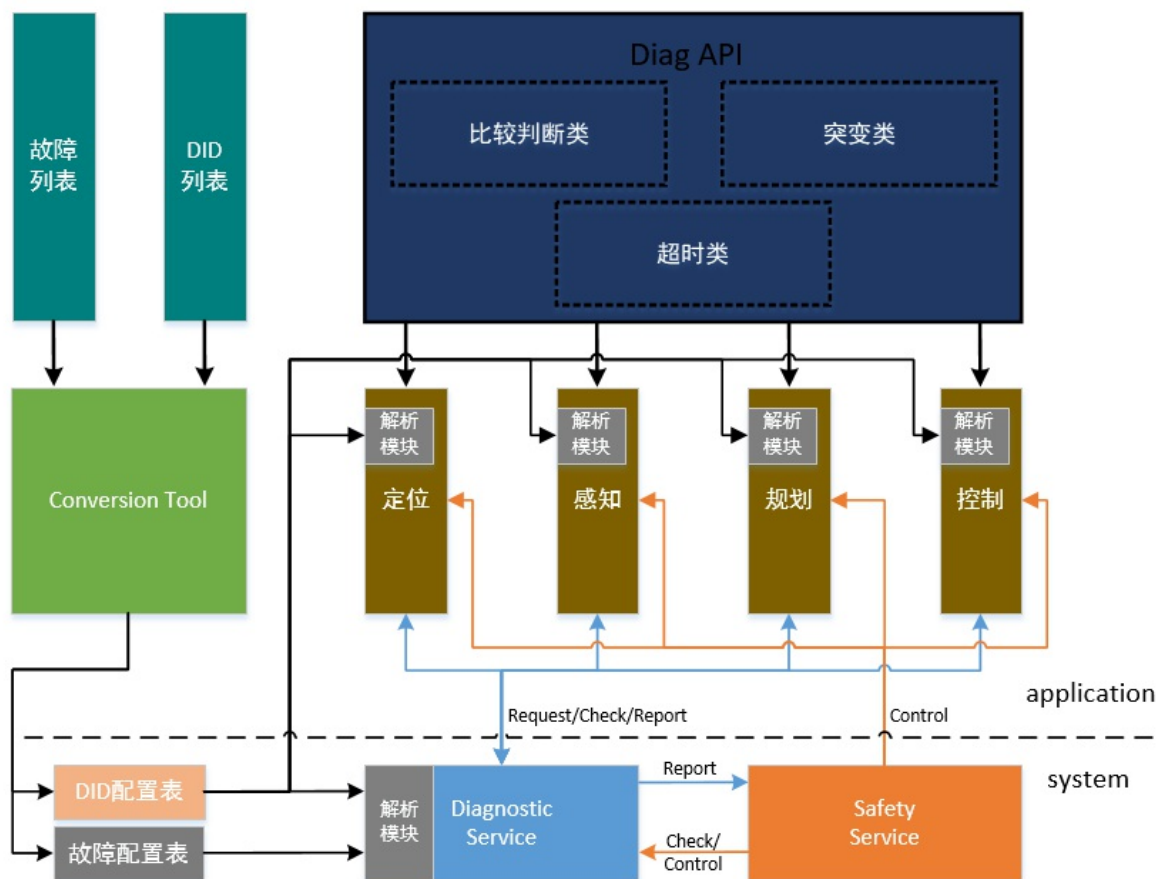 故障
列表
DID
列表
Diag API
比较判断类
突变类
超时类
Conversion Tool
解析
模块
定位
解析
模块
感知
解析
模块
规划
解析
模块
控制
Request/Check/Report
Control
application
system
DID配置表
故障配置表
解析
模块
Diagnostic
Service
Report
Check/
Control
Safety
Service